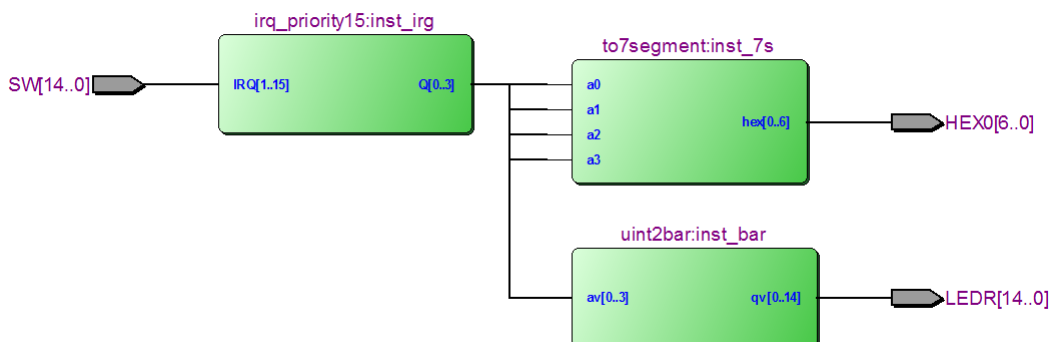 irq_priority15:inst_irg
SW[14..0]
IRQ[1..15]
Q[0..3]
to7segment:inst_7s
a0
a1
a2
a3
hex[0..6]
HEX0[6..0]
uint2bar:inst_bar
av[0..3]
qv[0..14]
LEDR[14..0]